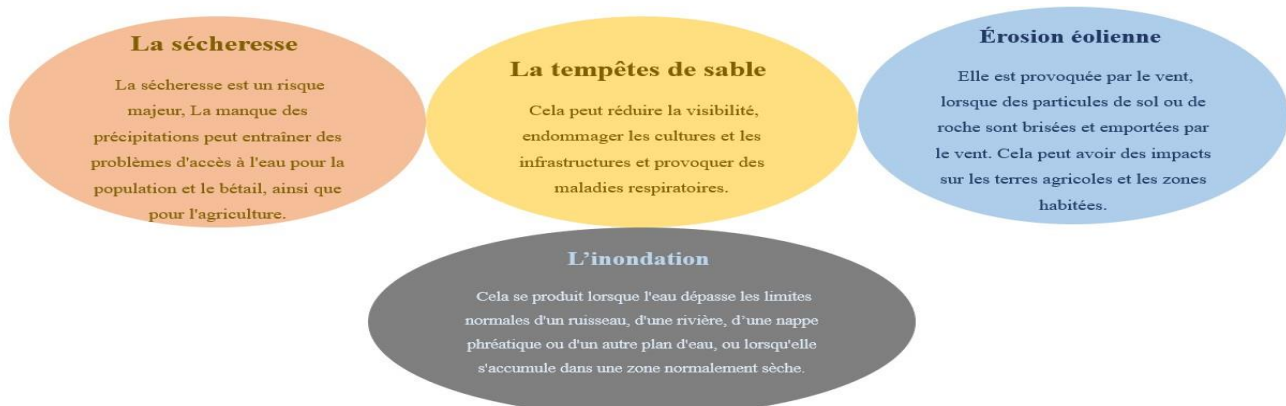 La sécheresse
La sécheresse est un risque
majeur, La manque des
précipitations peut entraîner des
problèmes d'accès à l'eau pour la
population et le bétail, ainsi que
pour l'agriculture.
La tempêtes de sable
Cela peut réduire la visibilité,
endommager les cultures et les
infrastructures et provoquer des
maladies respiratoires.
Érosion éolienne
Elle est provoquée par le vent,
lorsque des particules de sol ou de
roche sont brisées et emportées par
le vent. Cela peut avoir des impacts
sur les terres agricoles et les zones
habitées.
L’inondation
Cela se produit lorsque l'eau dépasse les limites
normales d'un ruisseau, d'une rivière, d’une nappe
phréatique ou d'un autre plan d'eau, ou lorsqu'elle
s'accumule dans une zone normalement sèche.